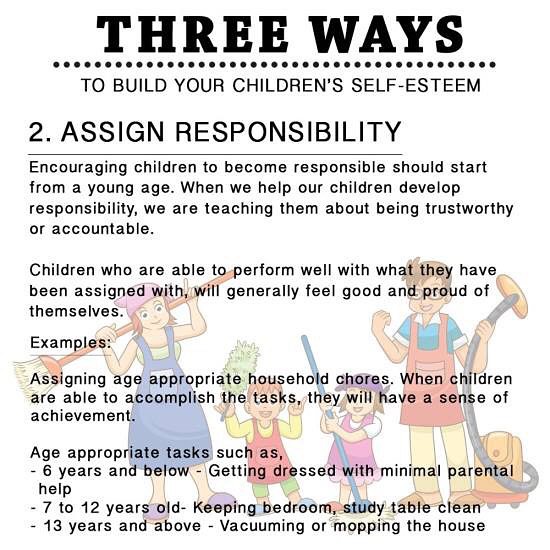 THREE WAYS
TO BUILD YOUR CHILDREN'S SELF-ESTEEM
2. ASSIGN RESPONSIBILITY
Encouraging children to become responsible should start
from a young age. When we help our children develop
responsibility, we are teaching them about being trustworthy
or accountable.
Children who are able to perform well with what they have
been assigned with, will generally feel good and proud of
themselves.
Examples:
Assigning age appropriate household chores. When children
are able to accomplish the tasks, they will have a sense of
achievement.
Age appropriate tasks such as,
- 6 years and below - Getting dressed with minimal parental
help
- 7 to 12 years old- Keeping bedroom, study table clean
- 13 years and above - Vacuuming or mopping the house